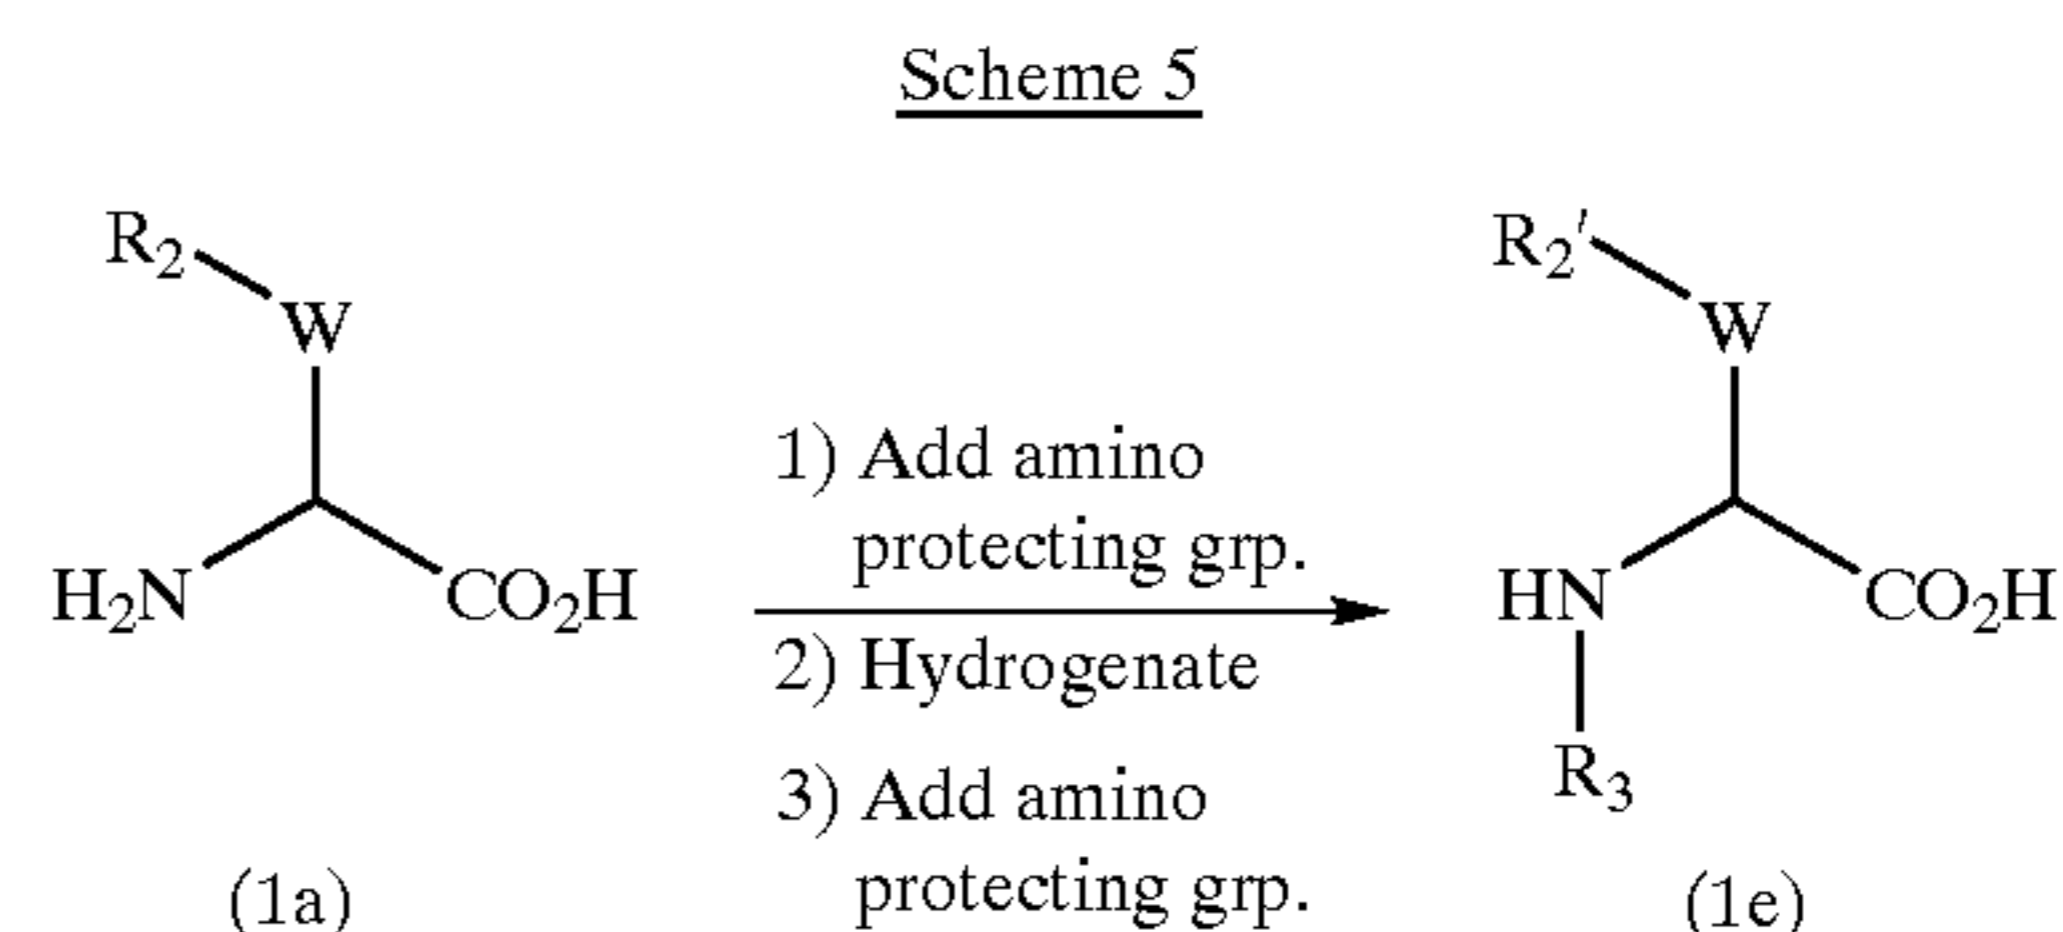 Scheme 5
R₂
W
H₂N
CO₂H
(1a)
1) Add amino
protecting grp.
2) Hydrogenate
3) Add amino
protecting grp.
R₂'
W
HN
CO₂H
R₃
(1e)